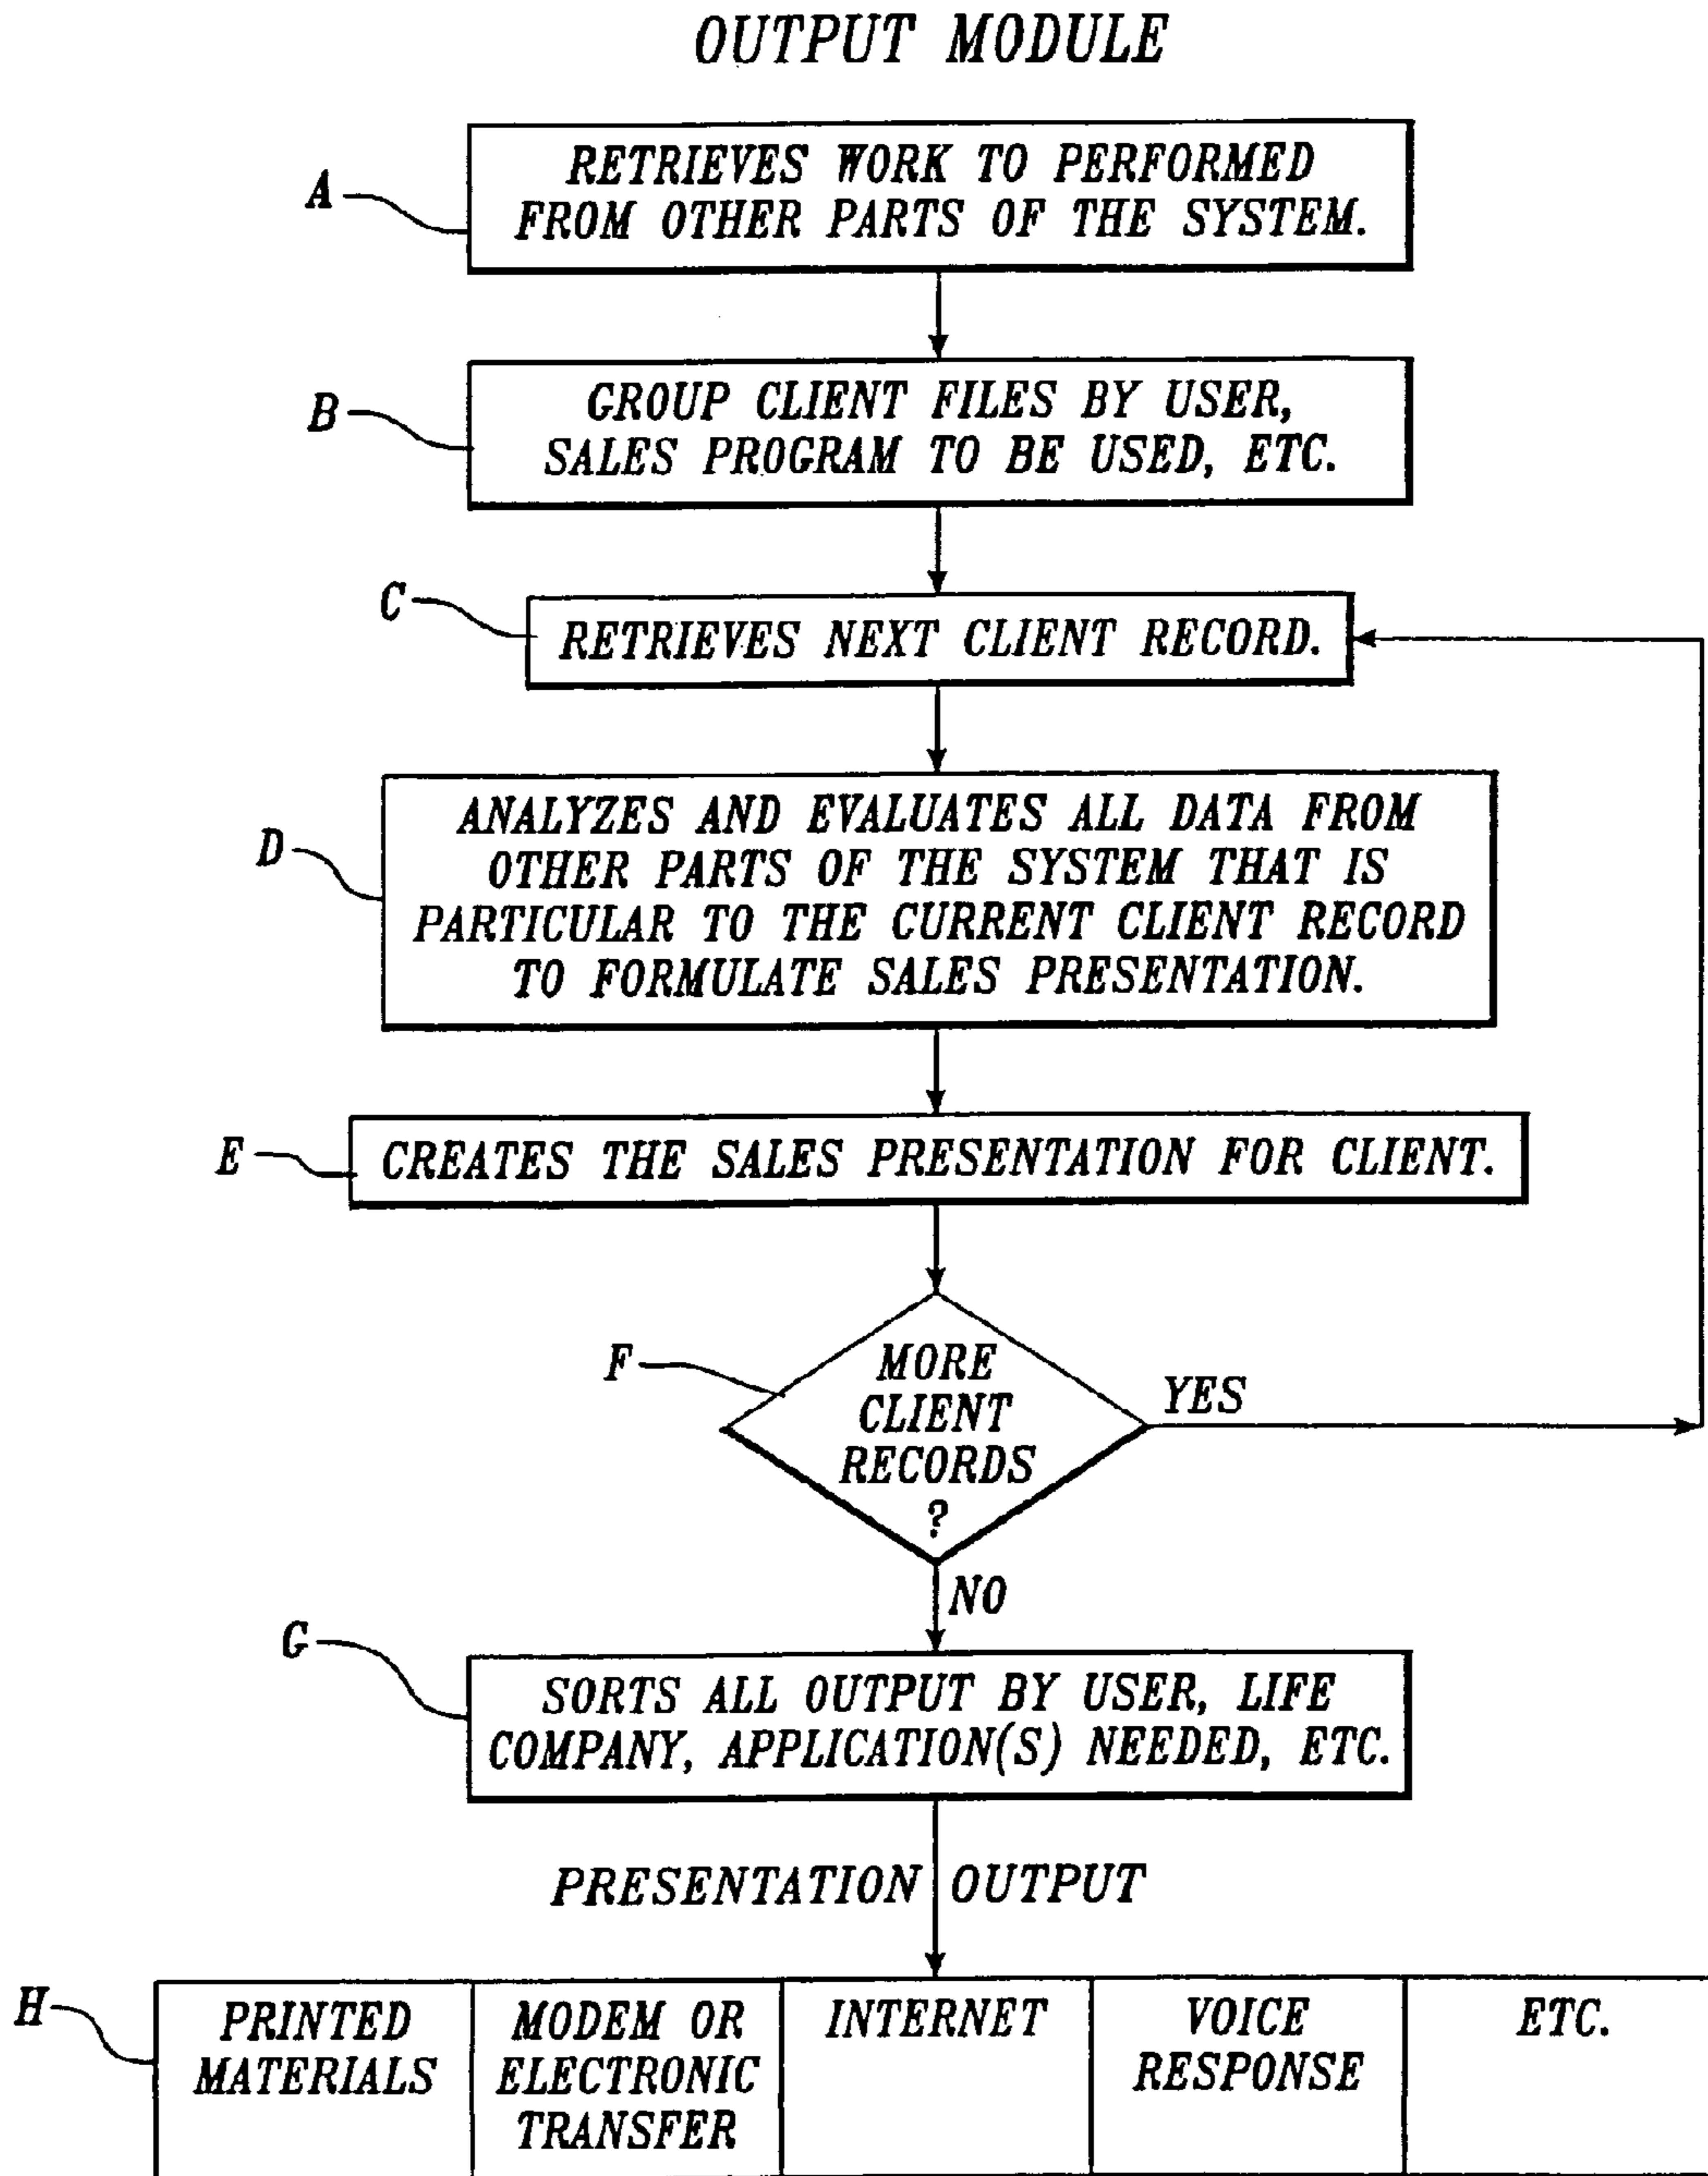 OUTPUT MODULE
A
RETRIEVES WORK TO PERFORMED
FROM OTHER PARTS OF THE SYSTEM.
B
GROUP CLIENT FILES BY USER,
SALES PROGRAM TO BE USED, ETC.
C
RETRIEVES NEXT CLIENT RECORD.
D
ANALYZES AND EVALUATES ALL DATA FROM
OTHER PARTS OF THE SYSTEM THAT IS
PARTICULAR TO THE CURRENT CLIENT RECORD
TO FORMULATE SALES PRESENTATION.
E
CREATES THE SALES PRESENTATION FOR CLIENT.
F
MORE
CLIENT
RECORDS
?
YES
NO
G
SORTS ALL OUTPUT BY USER, LIFE
COMPANY, APPLICATION(S) NEEDED, ETC.
PRESENTATION OUTPUT
H
PRINTED
MATERIALS
MODEM OR
ELECTRONIC
TRANSFER
INTERNET
VOICE
RESPONSE
ETC.